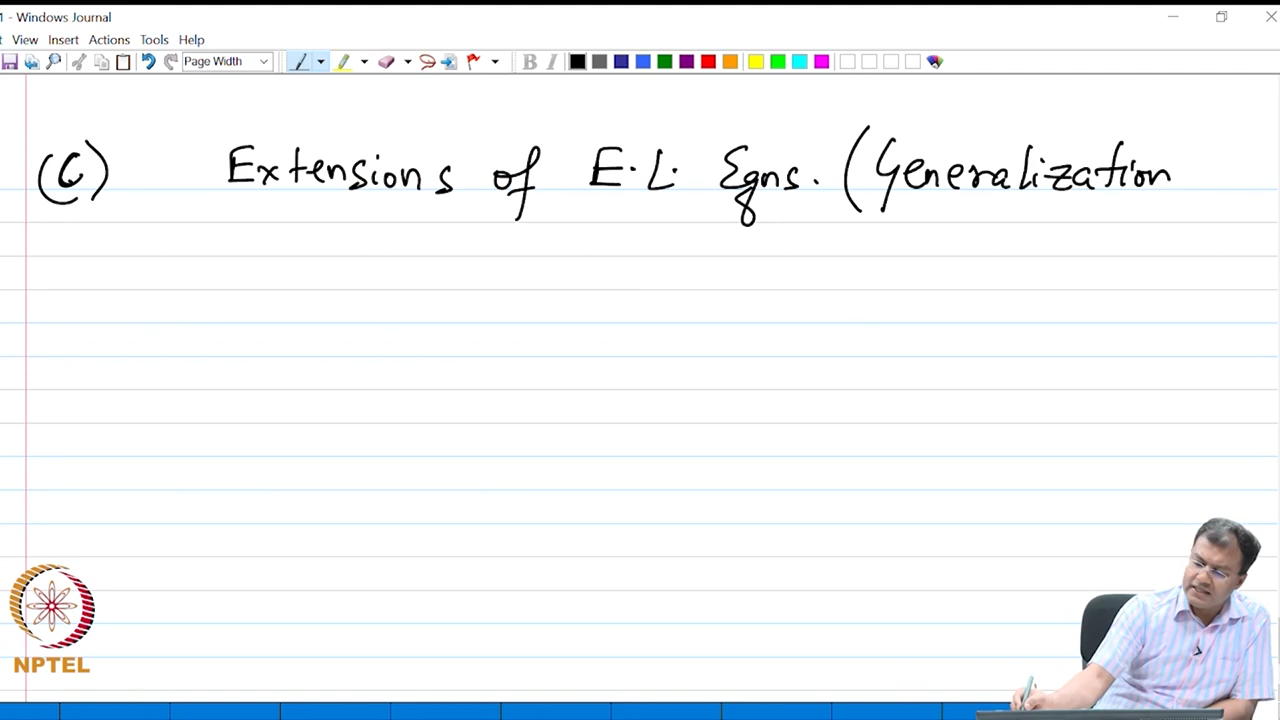 1 - Windows Journal
t View Insert Actions Tools Help
Page Width
B I
(C) Extensions of E.L. Eqns. (Generalization
NPTEL